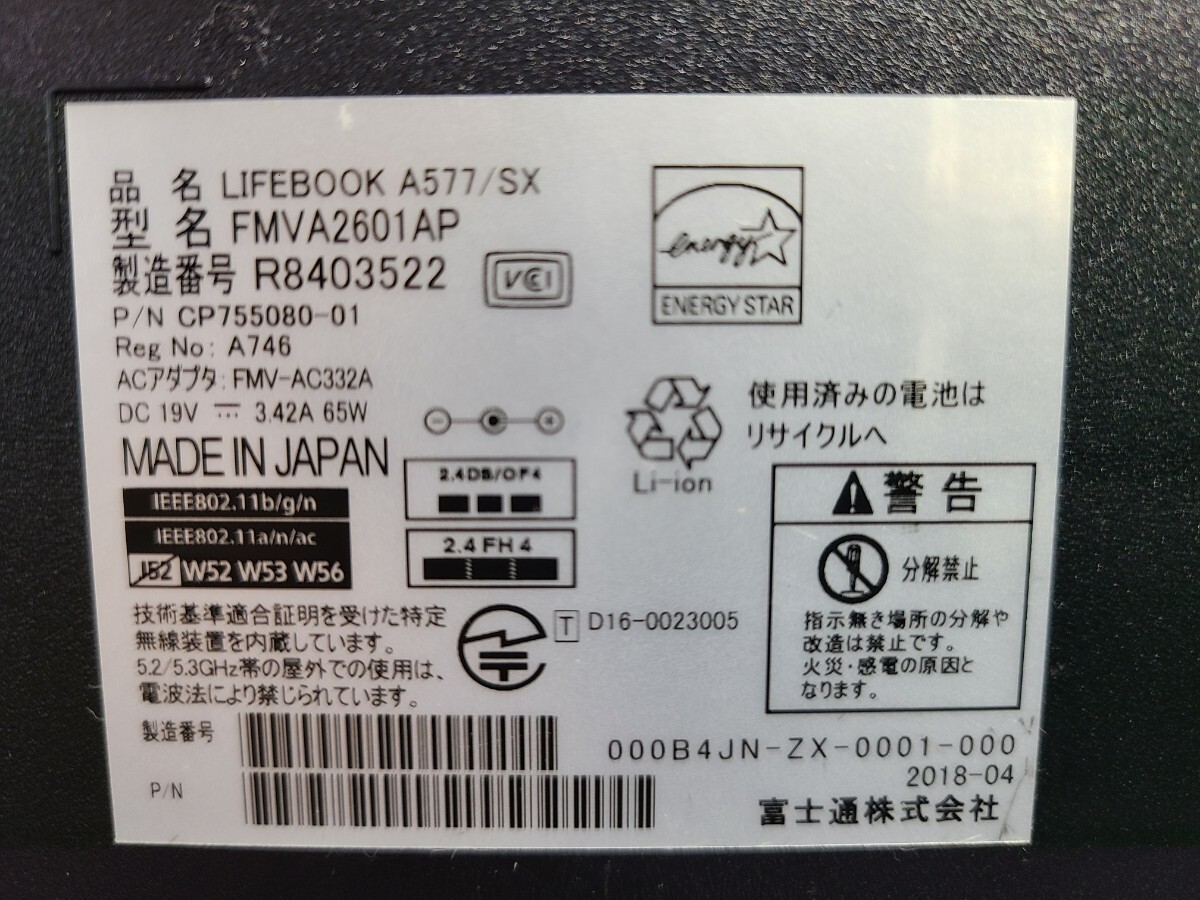 品 名 LIFEBOOK A577/SX
型 名 FMVA2601AP
製造番号 R8403522
VCI
P/N CP755080-01
Reg No: A746
ACアダプタ: FMV-AC332A
DC 19V ⎓ 3.42A 65W
MADE IN JAPAN
IEEE802.11b/g/n
IEEE802.11a/n/ac
J52 W52 W53 W56
2.4DS/OF4
2.4FH4
energy
ENERGY STAR
使用済みの電池は
リサイクルへ
Li-ion
警告
分解禁止
指示無き場所の分解や
改造は禁止です。
火災・感電の原因と
なります。
技術基準適合証明を受けた特定
無線装置を内蔵しています。
5.2/5.3GHz帯の屋外での使用は、
電波法により禁じられています。
T D16-0023005
製造番号
P/N
000B4JN-ZX-0001-000
2018-04
富士通株式会社